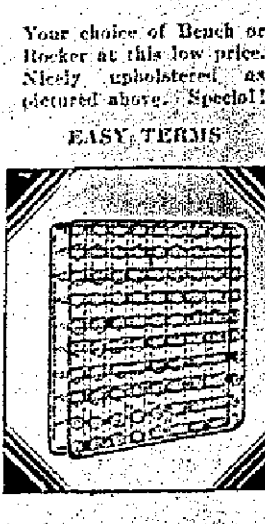 Your choice of Bench or
Rocker at this low price.
Nicely upholstered as
pictured above. Special!
EASY TERMS